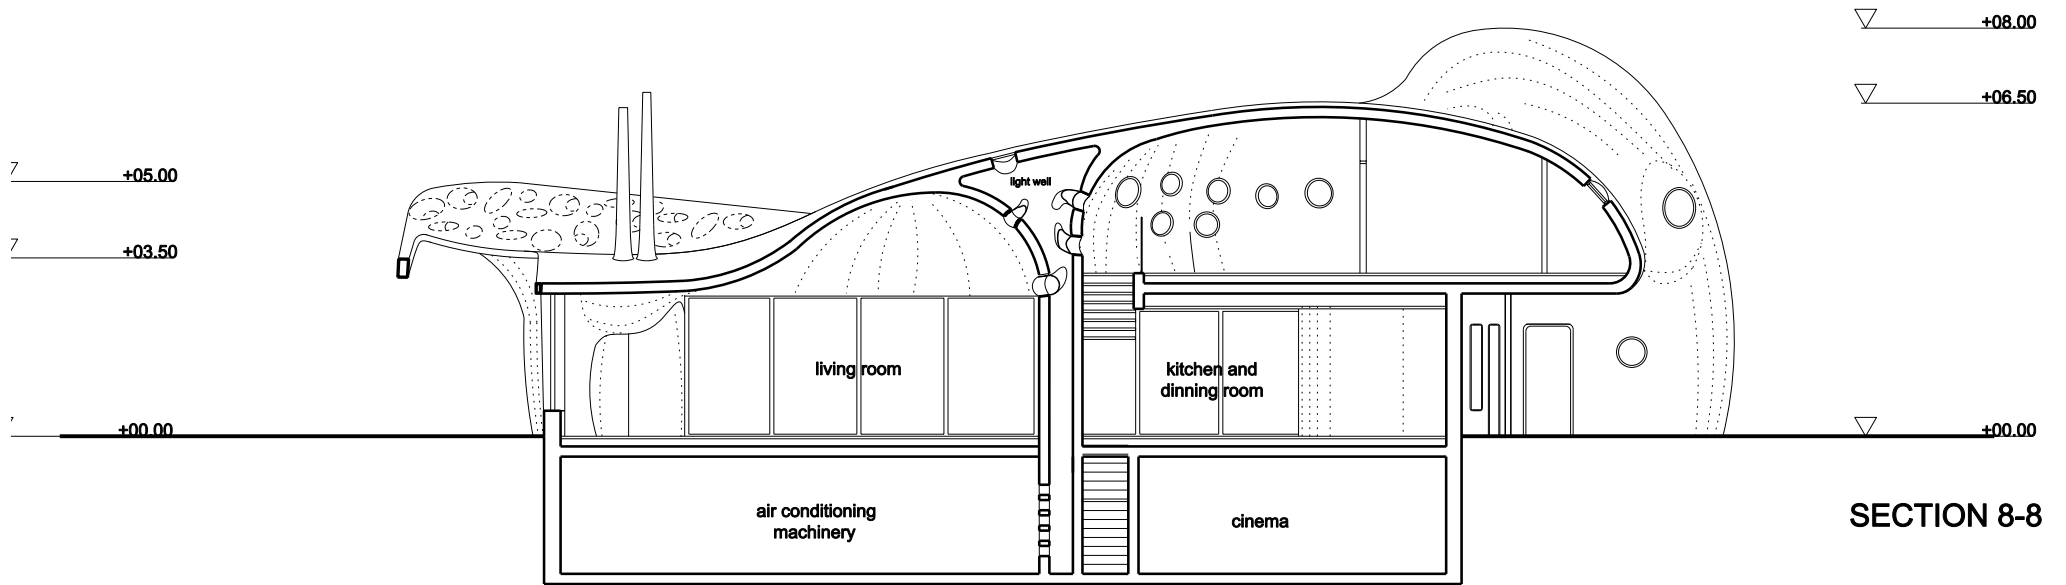 +08.00
+06.50
+05.00
light well
+03.50
living room
kitchen and
dinning room
+00.00
+00.00
air conditioning
machinery
cinema
SECTION 8-8